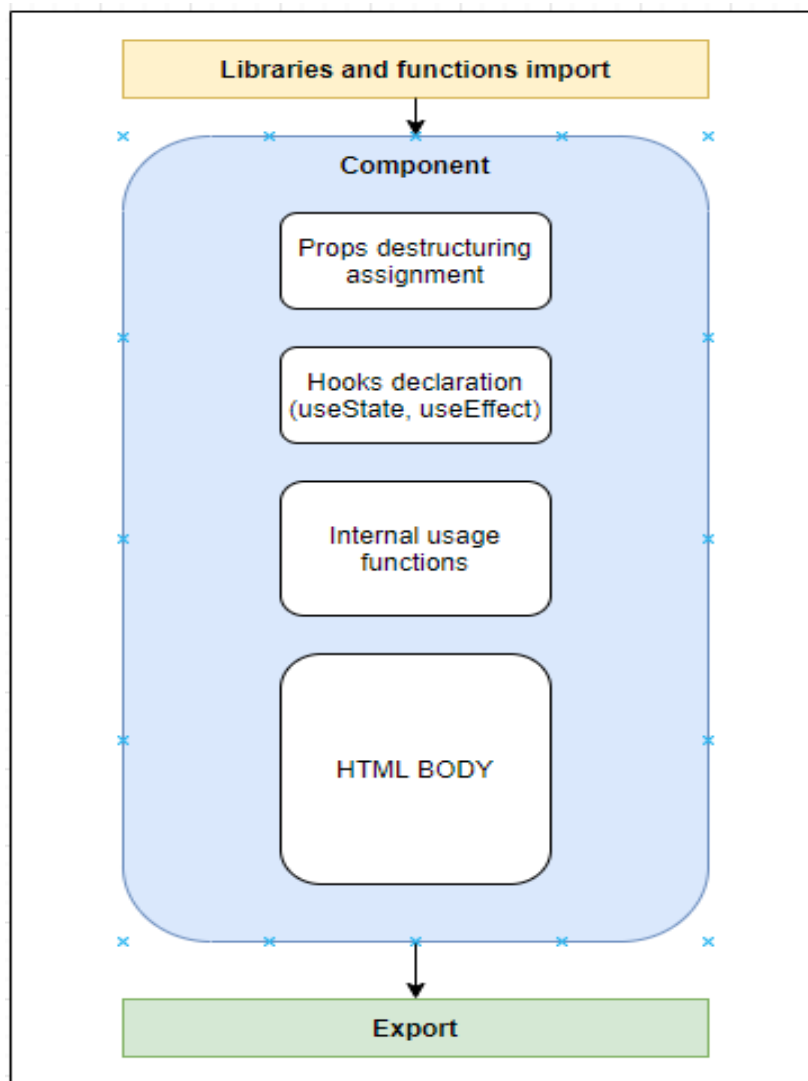 Libraries and functions import
Component
Props destructuring
assignment
Hooks declaration
(useState, useEffect)
Internal usage
functions
HTML BODY
Export